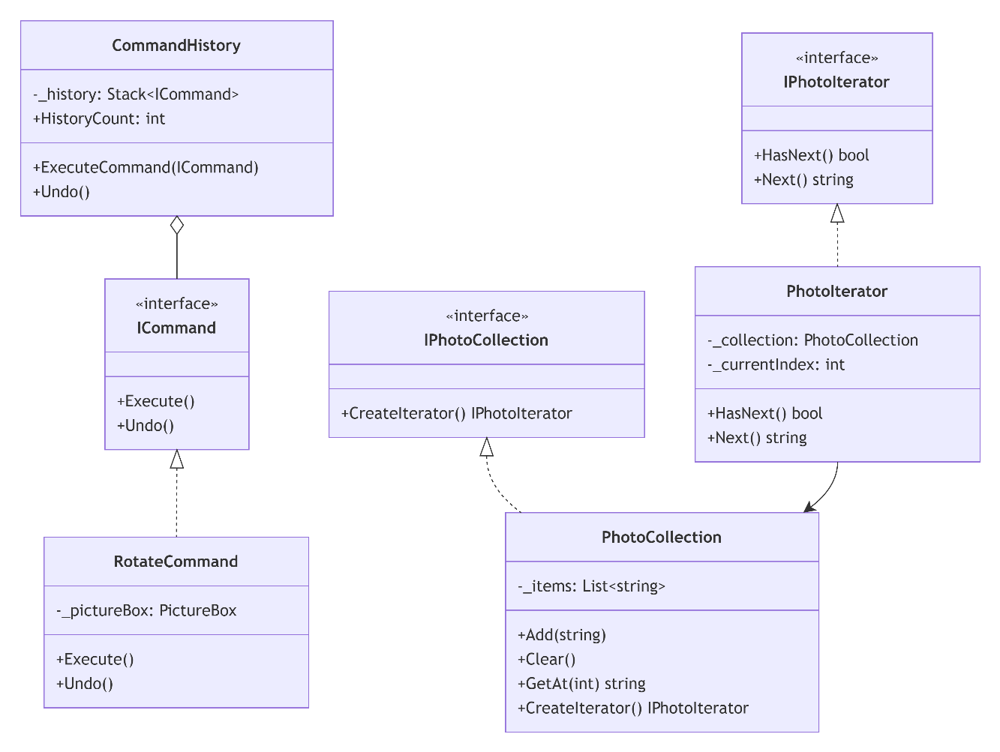 CommandHistory
-_history: Stack<ICommand>
+HistoryCount: int
+ExecuteCommand(ICommand)
+Undo()
«interface»
IPhotoIterator
+HasNext() bool
+Next() string
«interface»
ICommand
+Execute()
+Undo()
«interface»
IPhotoCollection
+CreateIterator() IPhotoIterator
PhotoIterator
-_collection: PhotoCollection
-_currentIndex: int
+HasNext() bool
+Next() string
RotateCommand
-_pictureBox: PictureBox
+Execute()
+Undo()
PhotoCollection
-_items: List<string>
+Add(string)
+Clear()
+GetAt(int) string
+CreateIterator() IPhotoIterator